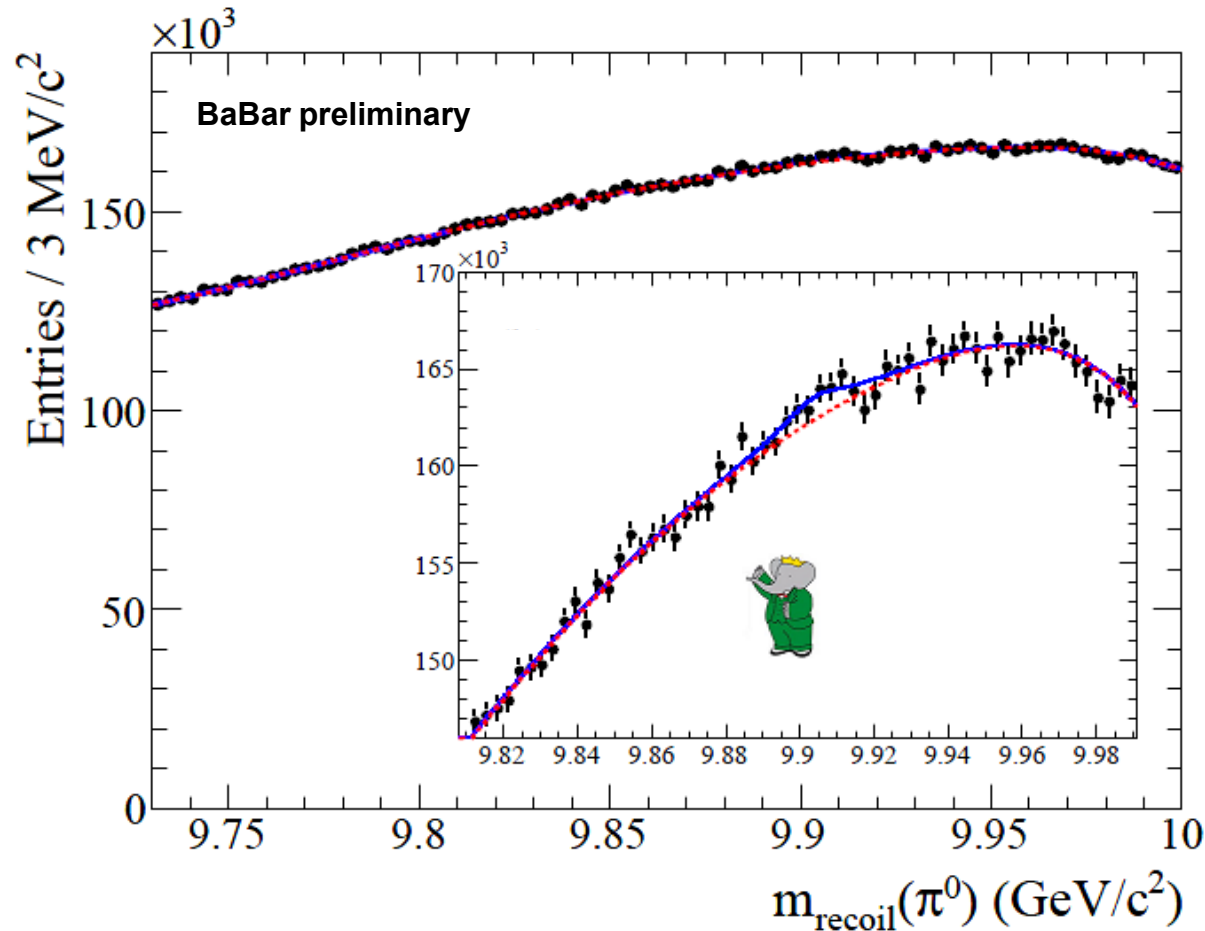 ×10³
BaBar preliminary
Entries / 3 MeV/c²
150
100
50
0
9.75 9.8 9.85 9.9 9.95 10
m_recoil(π⁰) (GeV/c²)
×10³
170
165
160
155
150
9.82 9.84 9.86 9.88 9.9 9.92 9.94 9.96 9.98